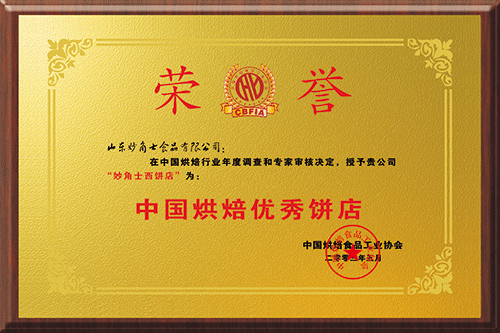 荣誉
CBFIA
山东妙角士食品有限公司：
在中国烘焙行业年度调查和专家审核决定，授予贵公司
“妙角士西饼店”为：
中国烘焙优秀饼店
中国烘焙食品工业协会